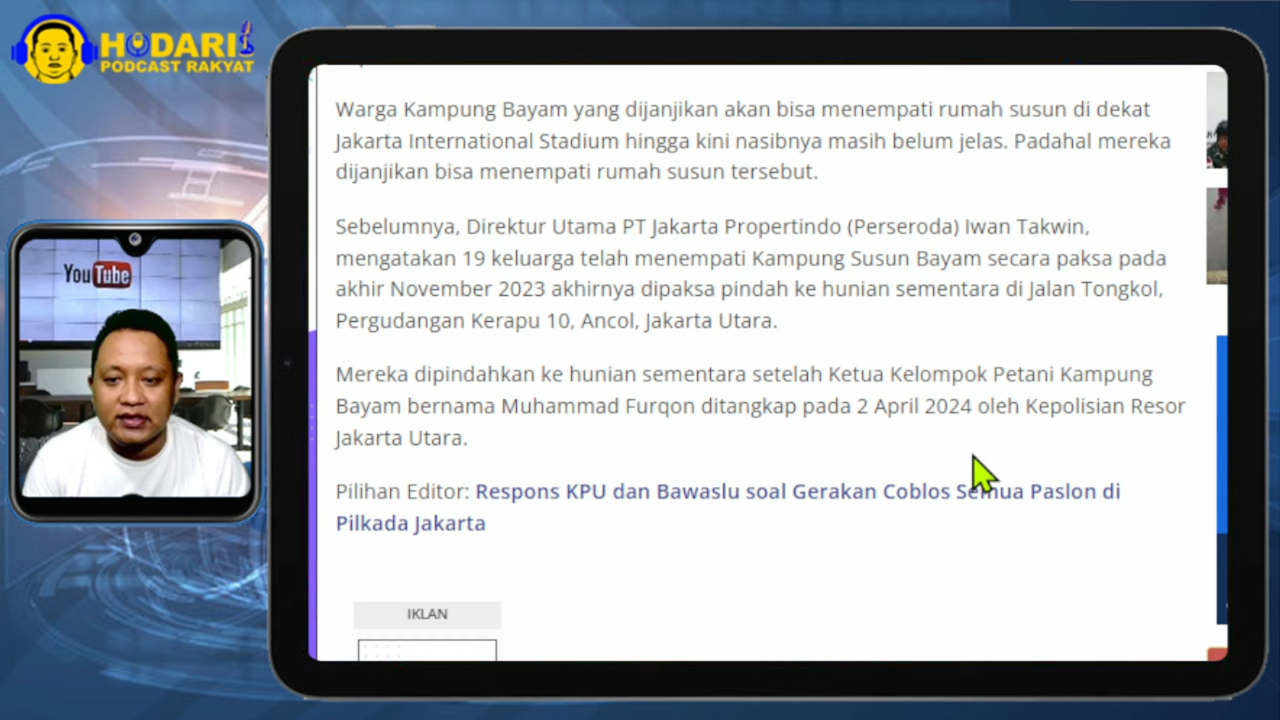 HODARI
PODCAST RAKYAT
YouTube
Warga Kampung Bayam yang dijanjikan akan bisa menempati rumah susun di dekat
Jakarta International Stadium hingga kini nasibnya masih belum jelas. Padahal mereka
dijanjikan bisa menempati rumah susun tersebut.
Sebelumnya, Direktur Utama PT Jakarta Propertindo (Perseroda) Iwan Takwin,
mengatakan 19 keluarga telah menempati Kampung Susun Bayam secara paksa pada
akhir November 2023 akhirnya dipaksa pindah ke hunian sementara di Jalan Tongkol,
Pergudangan Kerapu 10, Ancol, Jakarta Utara.
Mereka dipindahkan ke hunian sementara setelah Ketua Kelompok Petani Kampung
Bayam bernama Muhammad Furqon ditangkap pada 2 April 2024 oleh Kepolisian Resor
Jakarta Utara.
Pilihan Editor: Respons KPU dan Bawaslu soal Gerakan Coblos Semua Paslon di
Pilkada Jakarta
IKLAN